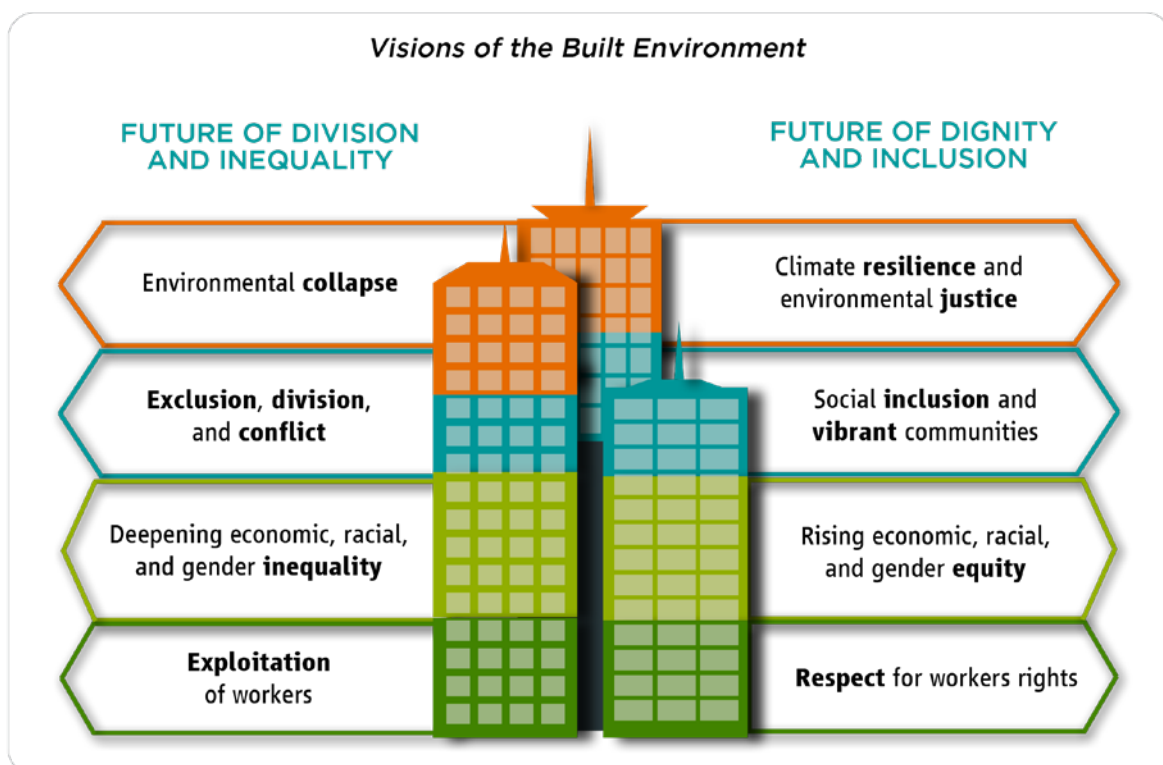 Visions of the Built Environment
FUTURE OF DIVISION
AND INEQUALITY
FUTURE OF DIGNITY
AND INCLUSION
Environmental collapse
Climate resilience and
environmental justice
Exclusion, division,
and conflict
Social inclusion and
vibrant communities
Deepening economic, racial,
and gender inequality
Rising economic, racial,
and gender equity
Exploitation
of workers
Respect for workers rights